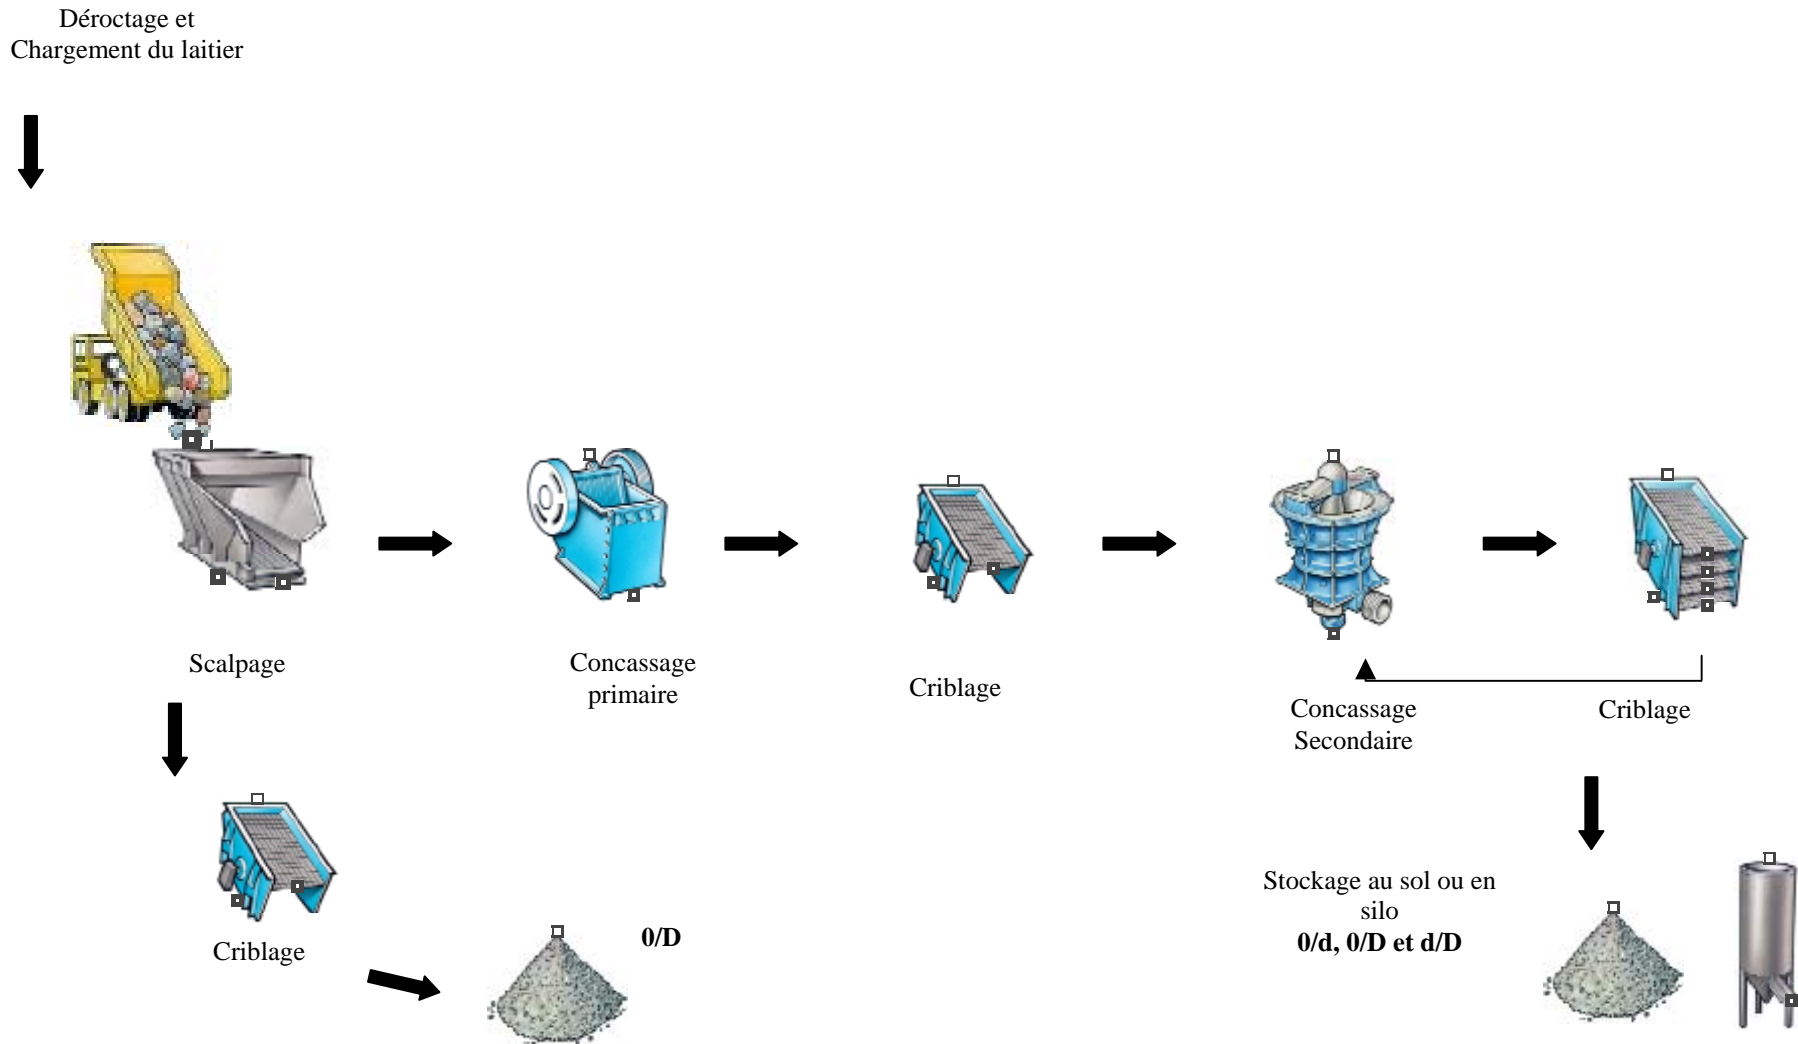 Déroctage et
Chargement du laitier
Scalpage
Concassage
primaire
Criblage
Concassage
Secondaire
Criblage
Criblage
0/D
Stockage au sol ou en
silo
0/d, 0/D et d/D